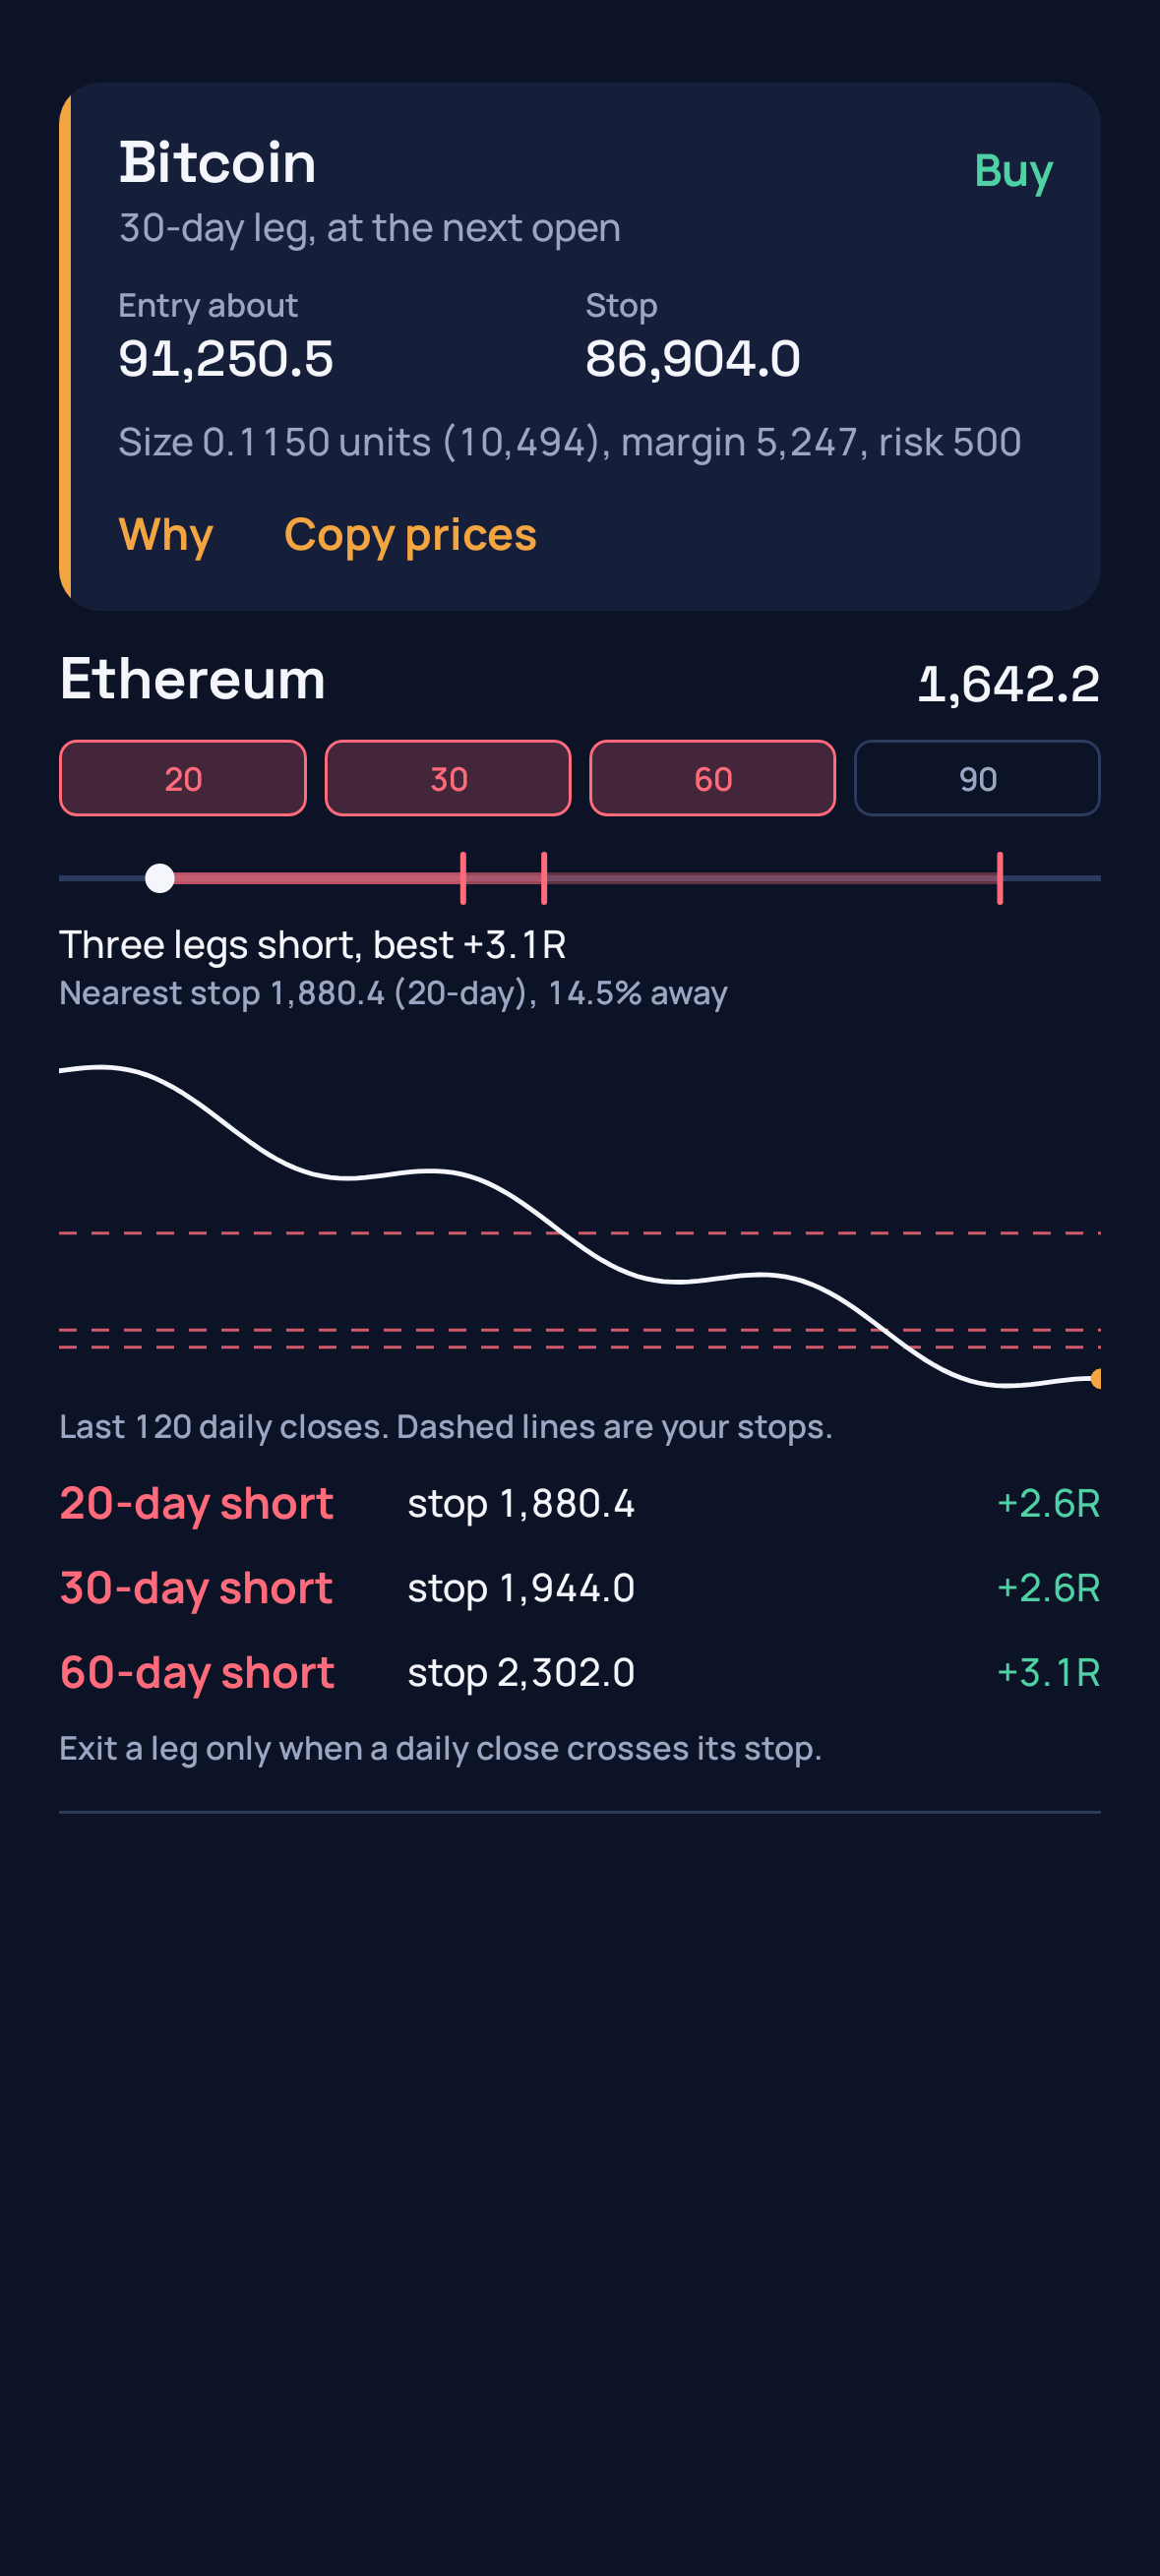 Bitcoin
Buy
30-day leg, at the next open
Entry about
Stop
91,250.5
86,904.0
Size 0.1150 units (10,494), margin 5,247, risk 500
Why
Copy prices
Ethereum
1,642.2
20
30
60
90
Three legs short, best +3.1R
Nearest stop 1,880.4 (20-day), 14.5% away
Last 120 daily closes. Dashed lines are your stops.
20-day short
stop 1,880.4
+2.6R
30-day short
stop 1,944.0
+2.6R
60-day short
stop 2,302.0
+3.1R
Exit a leg only when a daily close crosses its stop.